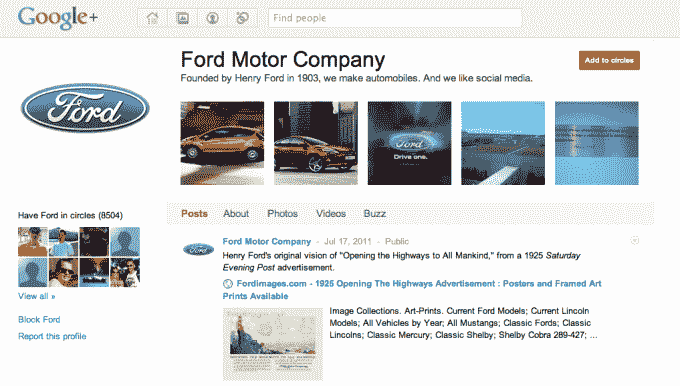 Google+
Find people
Ford Motor Company
Add to circles
Founded by Henry Ford in 1903, we make automobiles. And we like social media.
Ford
Ford
Drive one.
Have Ford in circles (8504)
View all »
Block Ford
Report this profile
Posts About Photos Videos Buzz
Ford
Ford Motor Company - Jul 17, 2011 - Public
Henry Ford's original vision of "Opening the Highways to All Mankind," from a 1925 Saturday
Evening Post advertisement.
Fordimages.com - 1925 Opening The Highways Advertisement : Posters and Framed Art
Prints Available
Image Collections. Art-Prints. Current Ford Models; Current Lincoln
Models; All Vehicles by Year; All Mustangs; Classic Fords; Classic
Lincolns; Classic Mercury; Classic Shelby; Shelby Cobra 289-427; ...